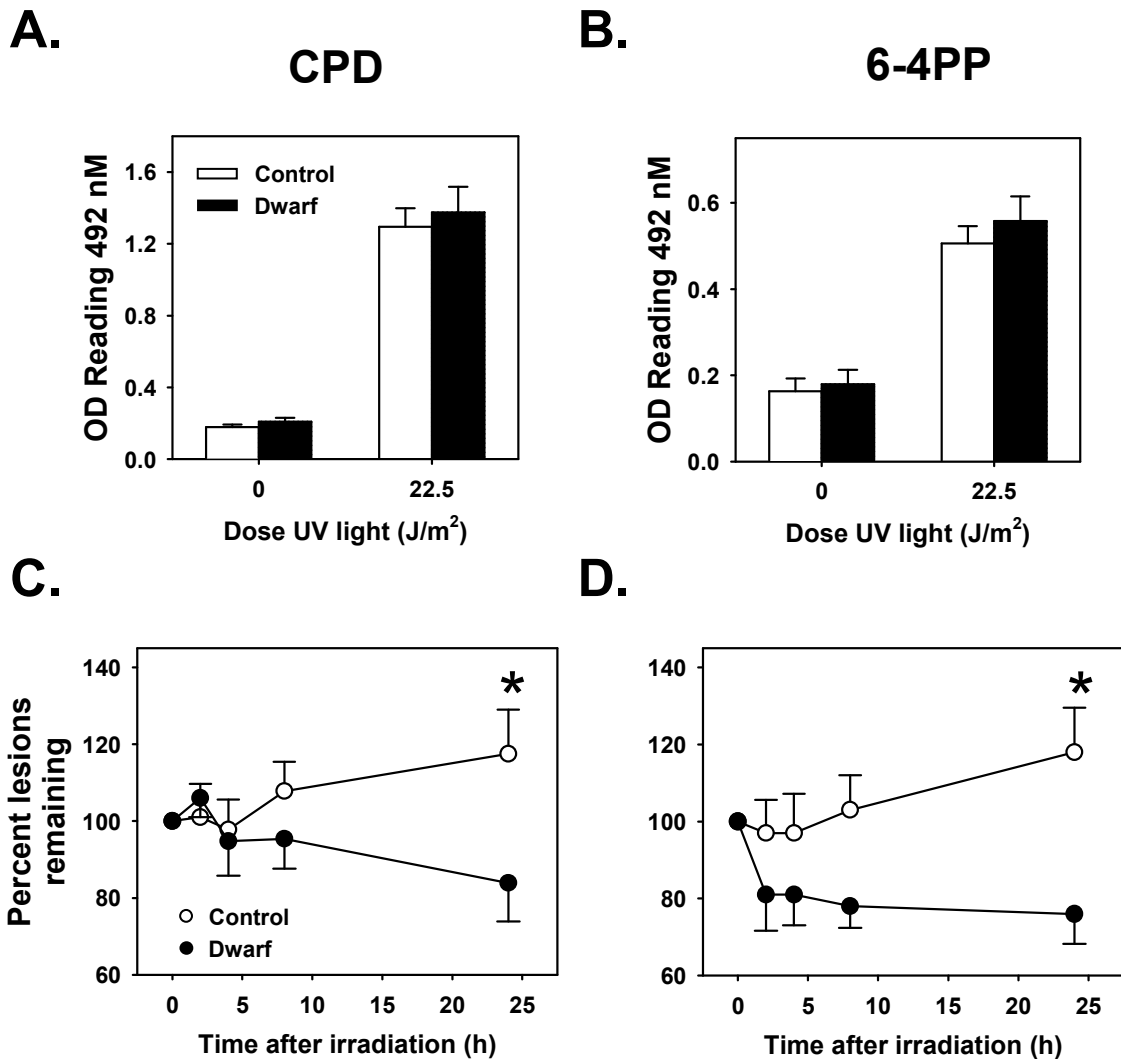 A.
CPD
OD Reading 492 nM
1.6
1.2
0.8
0.4
0.0
Control
Dwarf
0
22.5
Dose UV light (J/m²)
B.
6-4PP
OD Reading 492 nM
0.6
0.4
0.2
0.0
0
22.5
Dose UV light (J/m²)
C.
Percent lesions
remaining
140
120
100
80
60
*
Control
Dwarf
0 5 10 15 20 25
Time after irradiation (h)
D.
140
120
100
80
60
*
0 5 10 15 20 25
Time after irradiation (h)